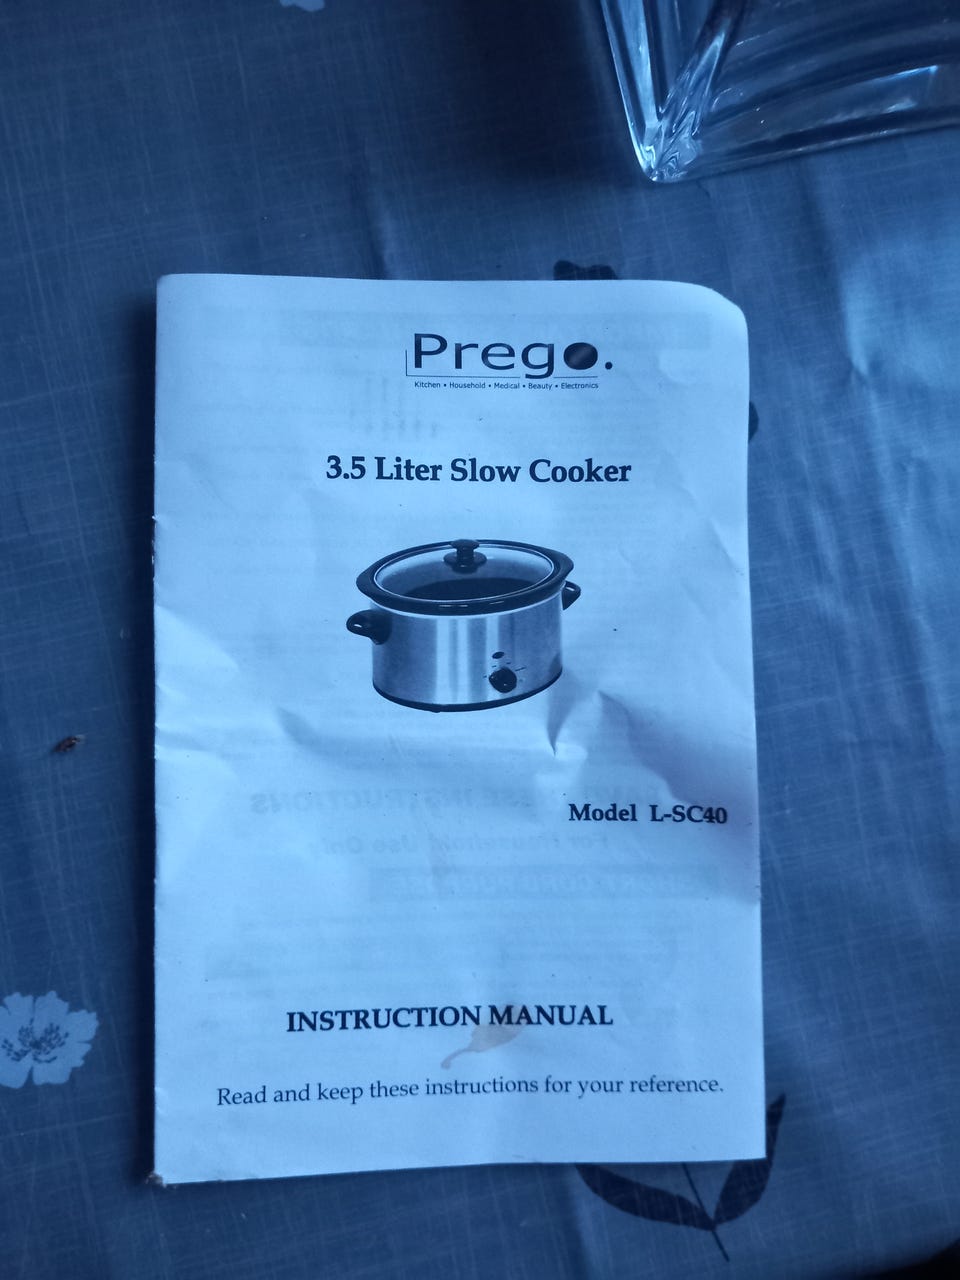 Prego.
Kitchen • Household • Medical • Beauty • Electronics
3.5 Liter Slow Cooker
Model L-SC40
INSTRUCTION MANUAL
Read and keep these instructions for your reference.